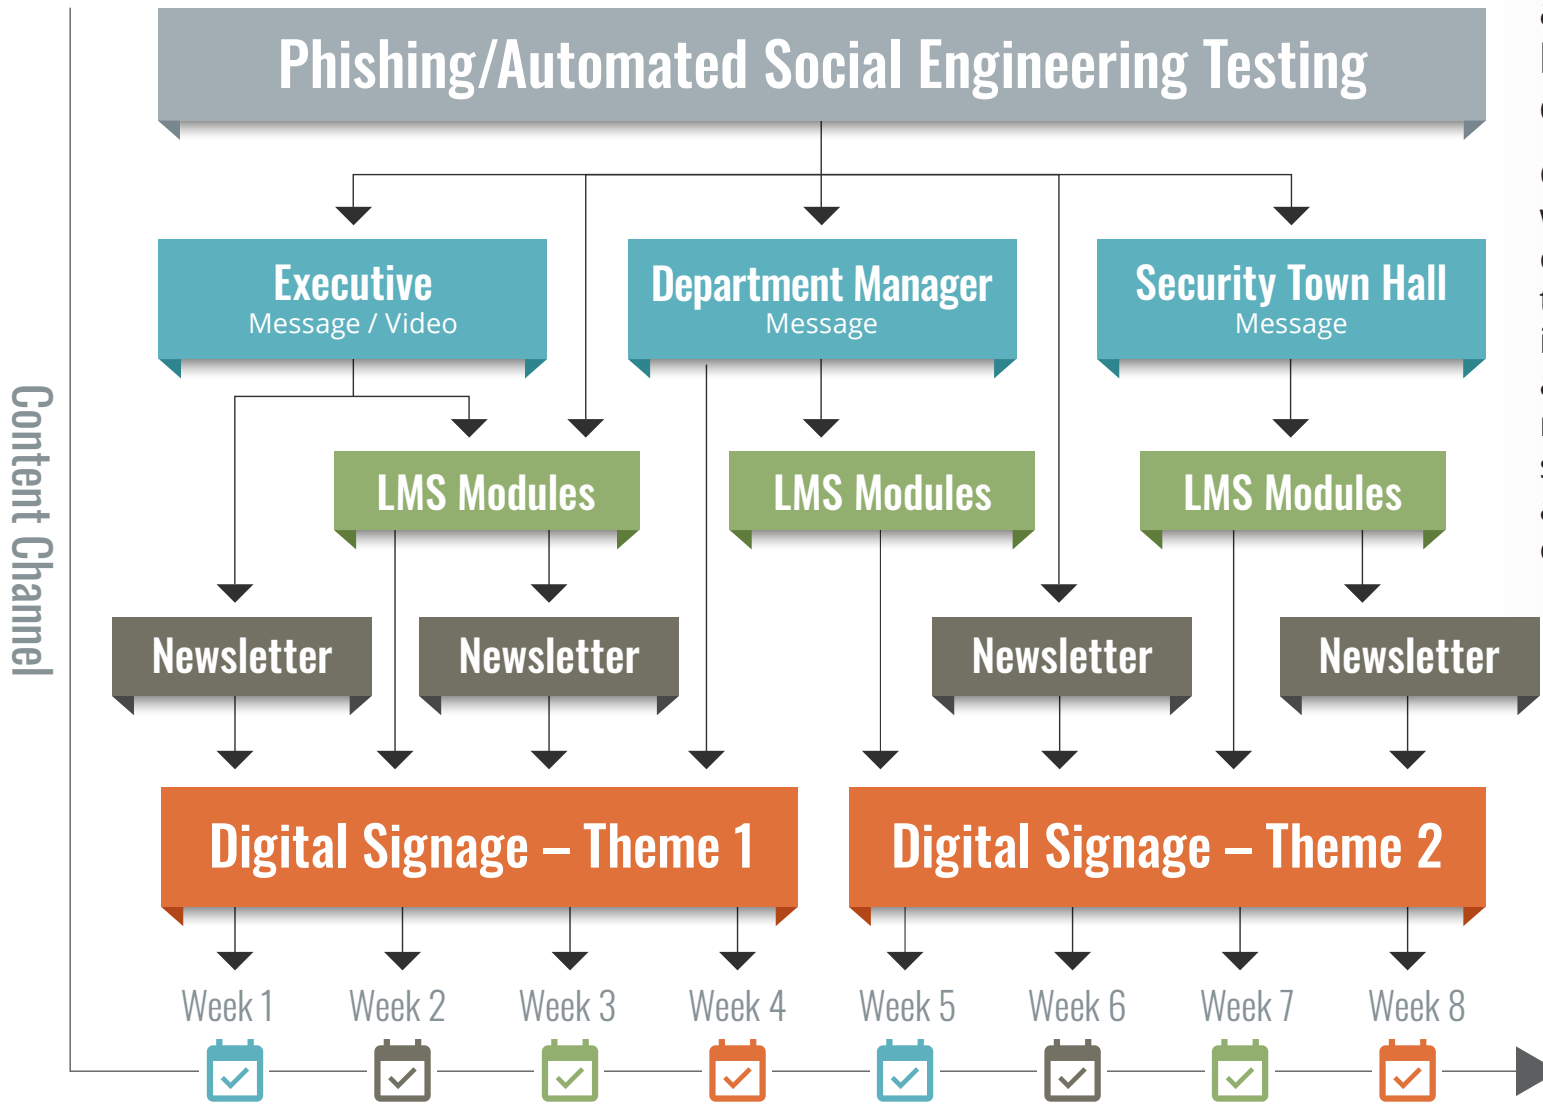 Phishing/Automated Social Engineering Testing
Executive
Message / Video
Department Manager
Message
Security Town Hall
Message
Content Channel
LMS Modules
LMS Modules
LMS Modules
Newsletter
Newsletter
Newsletter
Newsletter
Digital Signage – Theme 1
Digital Signage – Theme 2
Week 1
Week 2
Week 3
Week 4
Week 5
Week 6
Week 7
Week 8